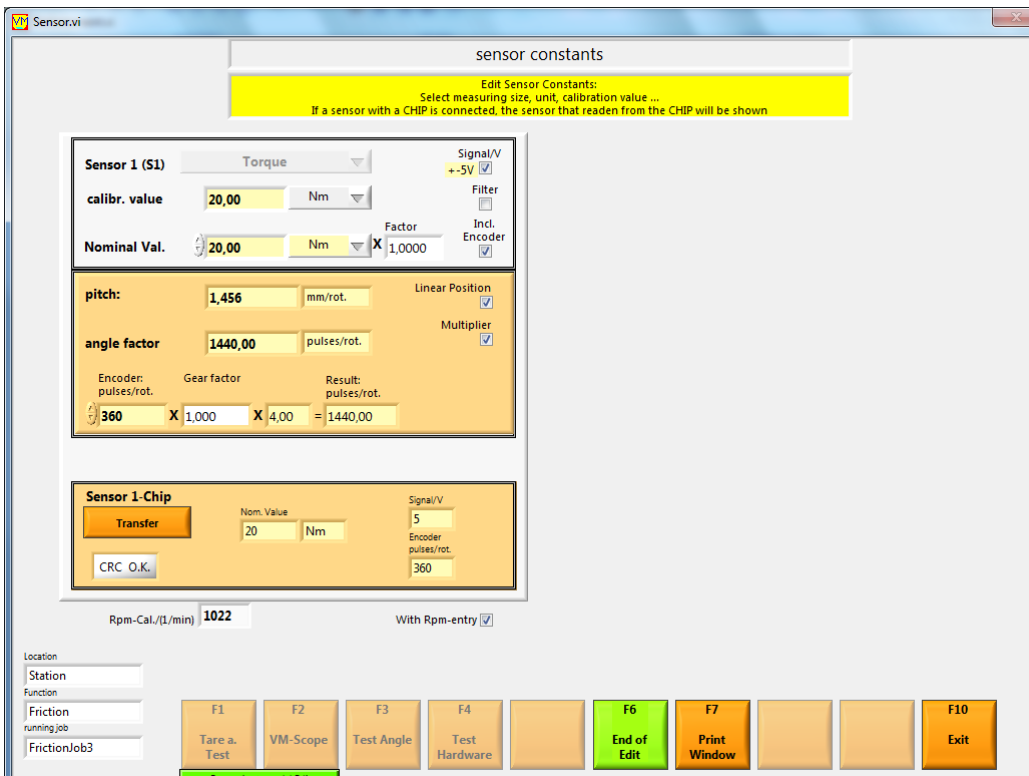 VM Sensor.vi
sensor constants
Edit Sensor Constants:
Select measuring size, unit, calibration value ...
If a sensor with a CHIP is connected, the sensor that readen from the CHIP will be shown
Sensor 1 (S1) Torque Signal/V
+-5V
calibr. value 20,00 Nm Filter
Nominal Val. 20,00 Nm X Factor 1,0000 Incl.
Encoder
pitch: 1,456 mm/rot. Linear Position
Multiplier
angle factor 1440,00 pulses/rot.
Encoder: Gear factor Result:
pulses/rot. pulses/rot.
360 X 1,000 X 4,00 = 1440,00
Sensor 1-Chip
Transfer
Nom. Value
20 Nm
Signal/V
5
Encoder
pulses/rot.
360
CRC O.K.
Rpm-Cal./(1/min) 1022 With Rpm-entry
Location
Station
Function
Friction
running job
FrictionJob3
F1
Tare a.
Test
F2
VM-Scope
F3
Test Angle
F4
Test
Hardware
F6
End of
Edit
F7
Print
Window
F10
Exit